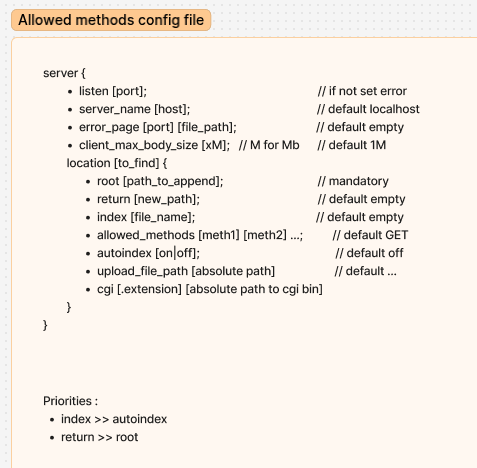 Allowed methods config file
server {
• listen [port]; // if not set error
• server_name [host]; // default localhost
• error_page [port] [file_path]; // default empty
• client_max_body_size [xM]; // M for Mb // default 1M
location [to_find] {
• root [path_to_append]; // mandatory
• return [new_path]; // default empty
• index [file_name]; // default empty
• allowed_methods [meth1] [meth2] ...; // default GET
• autoindex [on|off]; // default off
• upload_file_path [absolute path] // default ...
• cgi [.extension] [absolute path to cgi bin]
}
}
Priorities :
• index >> autoindex
• return >> root